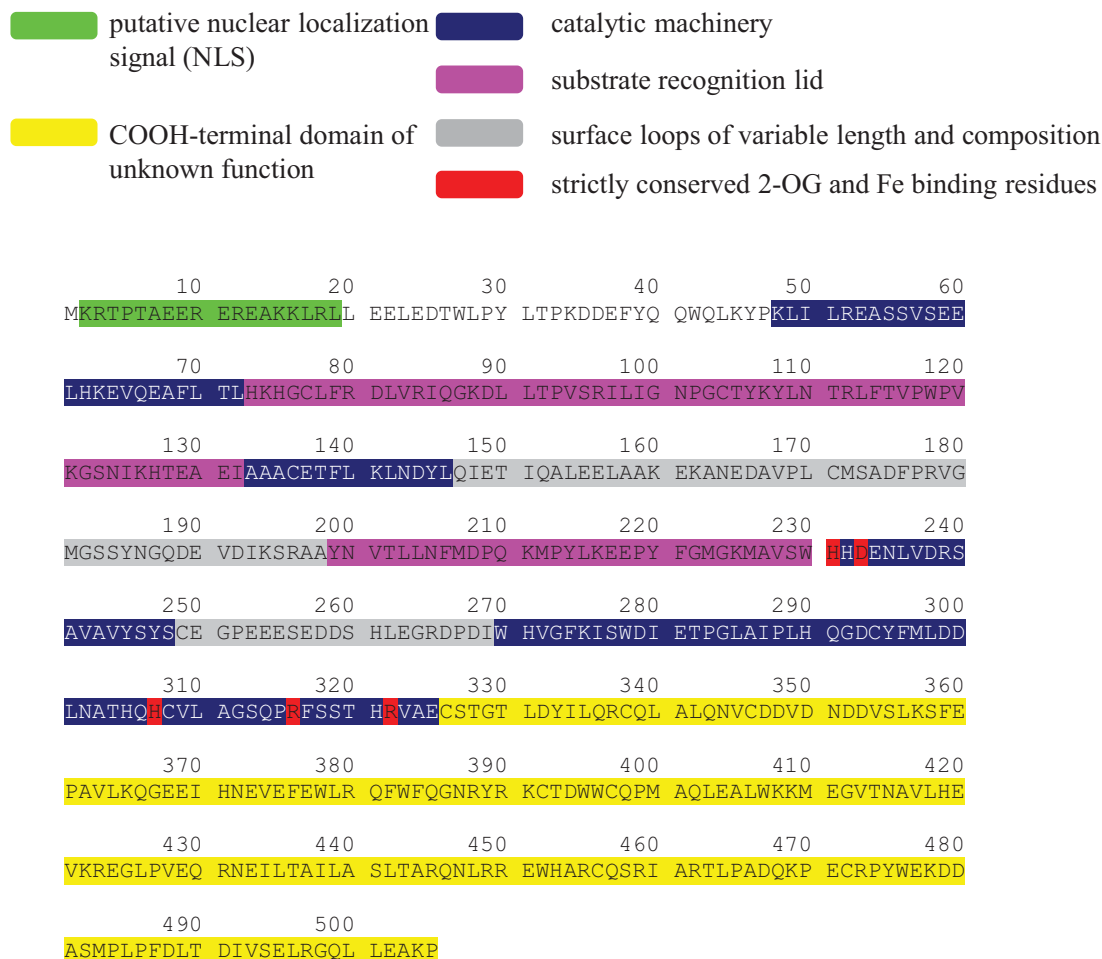 putative nuclear localization signal (NLS)
COOH-terminal domain of unknown function
catalytic machinery
substrate recognition lid
surface loops of variable length and composition
strictly conserved 2-OG and Fe binding residues
10 20 30 40 50 60
MKRTPTAEER EREAKKLRLL EELEDTWLPY LTPKDDEFYQ QWQLKYPKLI LREASSVSEE
70 80 90 100 110 120
LHKEVQEAFL TLHKHGCLFR DLVRIQGKDL LTPVSRILIG NPGCTYKYLN TRLFTVPWPV
130 140 150 160 170 180
KGSNIKHTEA EIAAACETFL KLNDYLQIET IQALEELAAK EKANEDAVPL CMSADFPRVG
190 200 210 220 230 240
MGSSYNGQDE VDIKSRAAYN VTLLNFMDPQ KMPYLKEEPY FGMGKMAVSW HHDENLVDRS
250 260 270 280 290 300
AVAVYSYSCE GPEEESEDDS HLEGRDPDIW HVGFKISWDI ETPGLAIPLH QGDCYFMLDD
310 320 330 340 350 360
LNATHQHCVL AGSQPRFSST HRVAECSTGT LDYILQRCQL ALQNVCDDVD NDDVSLKSFE
370 380 390 400 410 420
PAVLKQGEEI HNEVEFEWLR QFWFQGNRYR KCTDWWCQPM AQLEALWKKM EGVTNAVLHE
430 440 450 460 470 480
VKREGLPVEQ RNEILTAILA SLTARQNLRR EWHARCQSRI ARTLPADQKP ECRPYWEKDD
490 500
ASMPLPFDLT DIVSELRGQL LEAKP